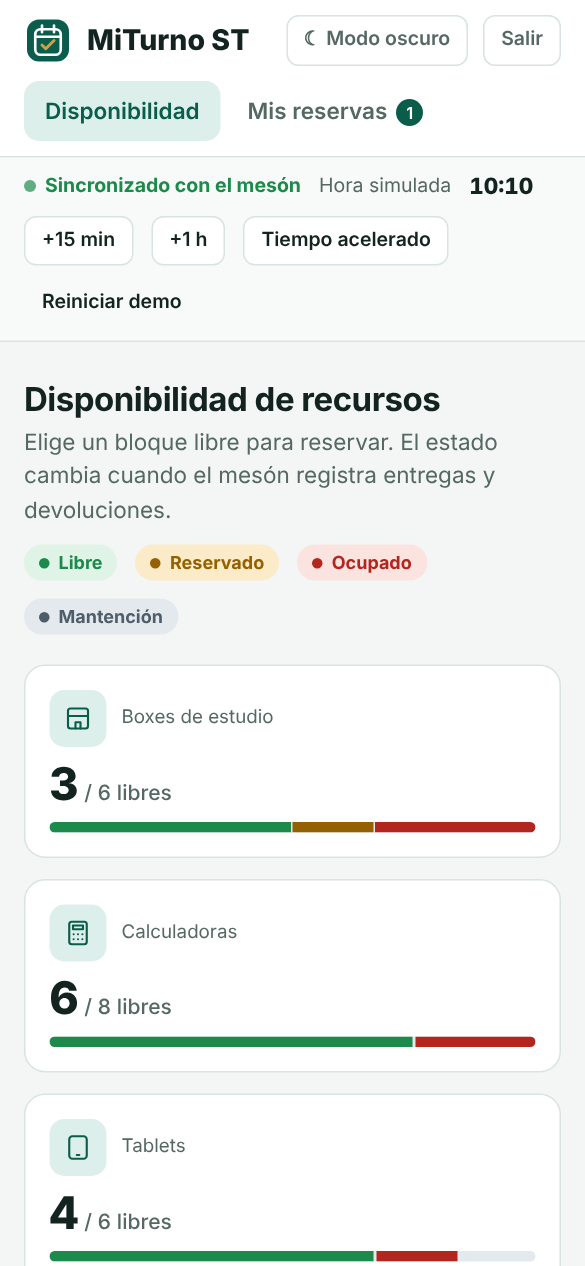 MiTurno ST
Modo oscuro
Salir
Disponibilidad
Mis reservas 1
Sincronizado con el mesón Hora simulada 10:10
+15 min
+1 h
Tiempo acelerado
Reiniciar demo
Disponibilidad de recursos
Elige un bloque libre para reservar. El estado
cambia cuando el mesón registra entregas y
devoluciones.
Libre
Reservado
Ocupado
Mantención
Boxes de estudio
3 / 6 libres
Calculadoras
6 / 8 libres
Tablets
4 / 6 libres